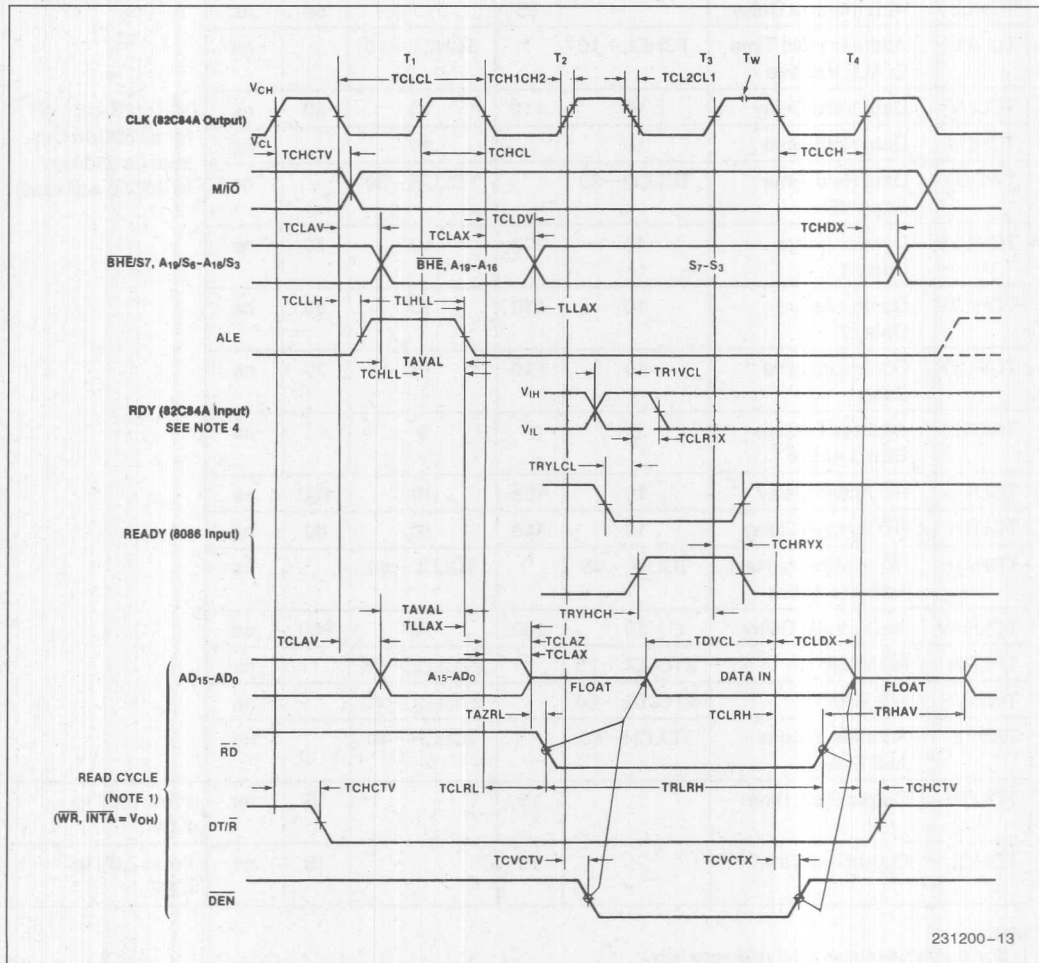 T1 T2 T3 TW T4
TCLCL TCH1CH2 TCL2CL1
VCH
CLK (82C84A Output)
VCL
TCHCTV TCHCL TCLCH
M/IO
TCLDV
TCLAV TCLAX TCHDX
BHE/S7, A19/S6–A16/S3 BHE, A19–A16 S7–S3
TCLLH TLHLL TLLAX
ALE
TAVAL
TCHLL TR1VCL
VIH
RDY (82C84A Input)
SEE NOTE 4
VIL
TCLR1X
TRYLCL
READY (8086 Input)
TCHRYX
TRYHCH
TAVAL
TLLAX
TCLAV TCLAZ TDVCL TCLDX
TCLAX
AD15–AD0 A15–AD0 FLOAT DATA IN FLOAT
TAZRL TCLRH TRHAV
RD
READ CYCLE
(NOTE 1)
(WR, INTA = VOH)
TCHCTV TCLRL TRLRH TCHCTV
DT/R
TCVCTV TCVCTX
DEN
231200–13